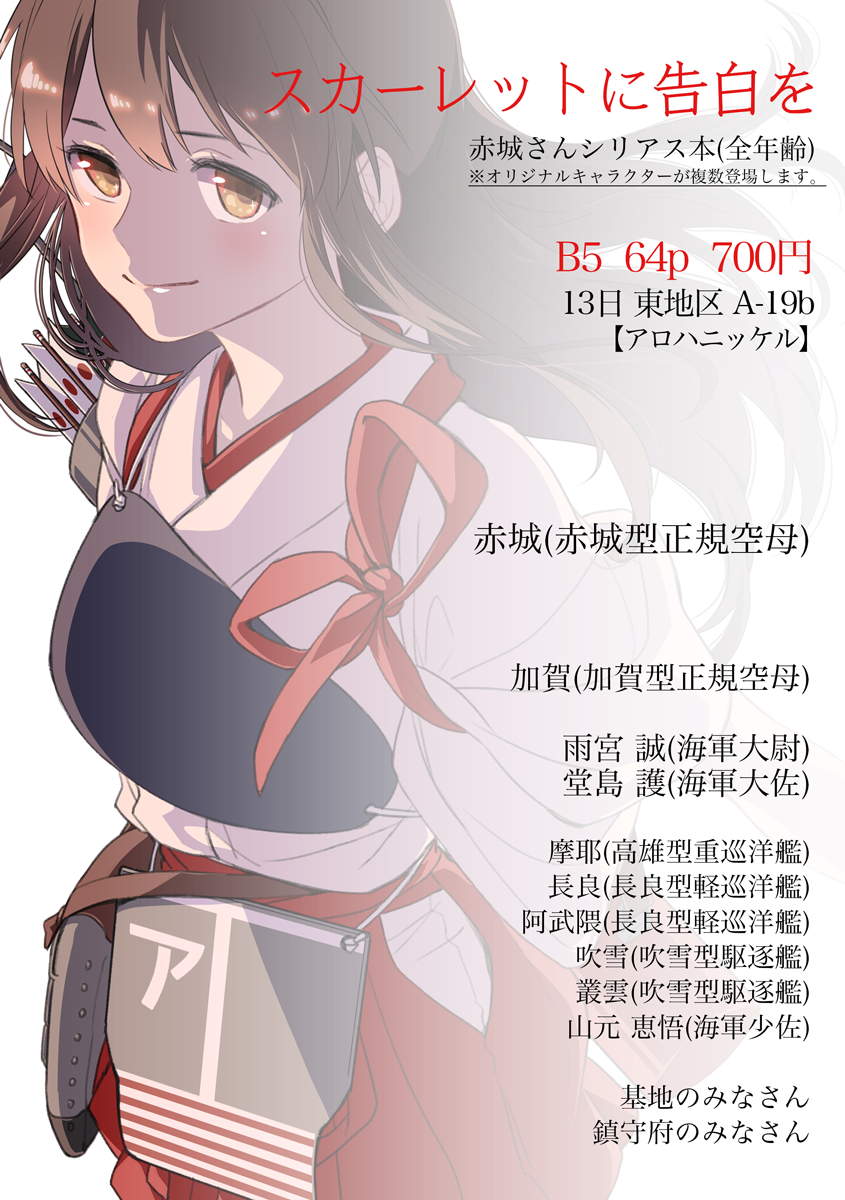 スカーレットに告白を
赤城さんシリアス本(全年齢)
※オリジナルキャラクターが複数登場します。
B5 64p 700円
13日 東地区 A-19b
【アロハニッケル】
赤城(赤城型正規空母)
加賀(加賀型正規空母)
雨宮 誠(海軍大尉)
堂島 護(海軍大佐)
摩耶(高雄型重巡洋艦)
長良(長良型軽巡洋艦)
阿武隈(長良型軽巡洋艦)
吹雪(吹雪型駆逐艦)
叢雲(吹雪型駆逐艦)
山元 恵悟(海軍少佐)
基地のみなさん
鎮守府のみなさん
ア